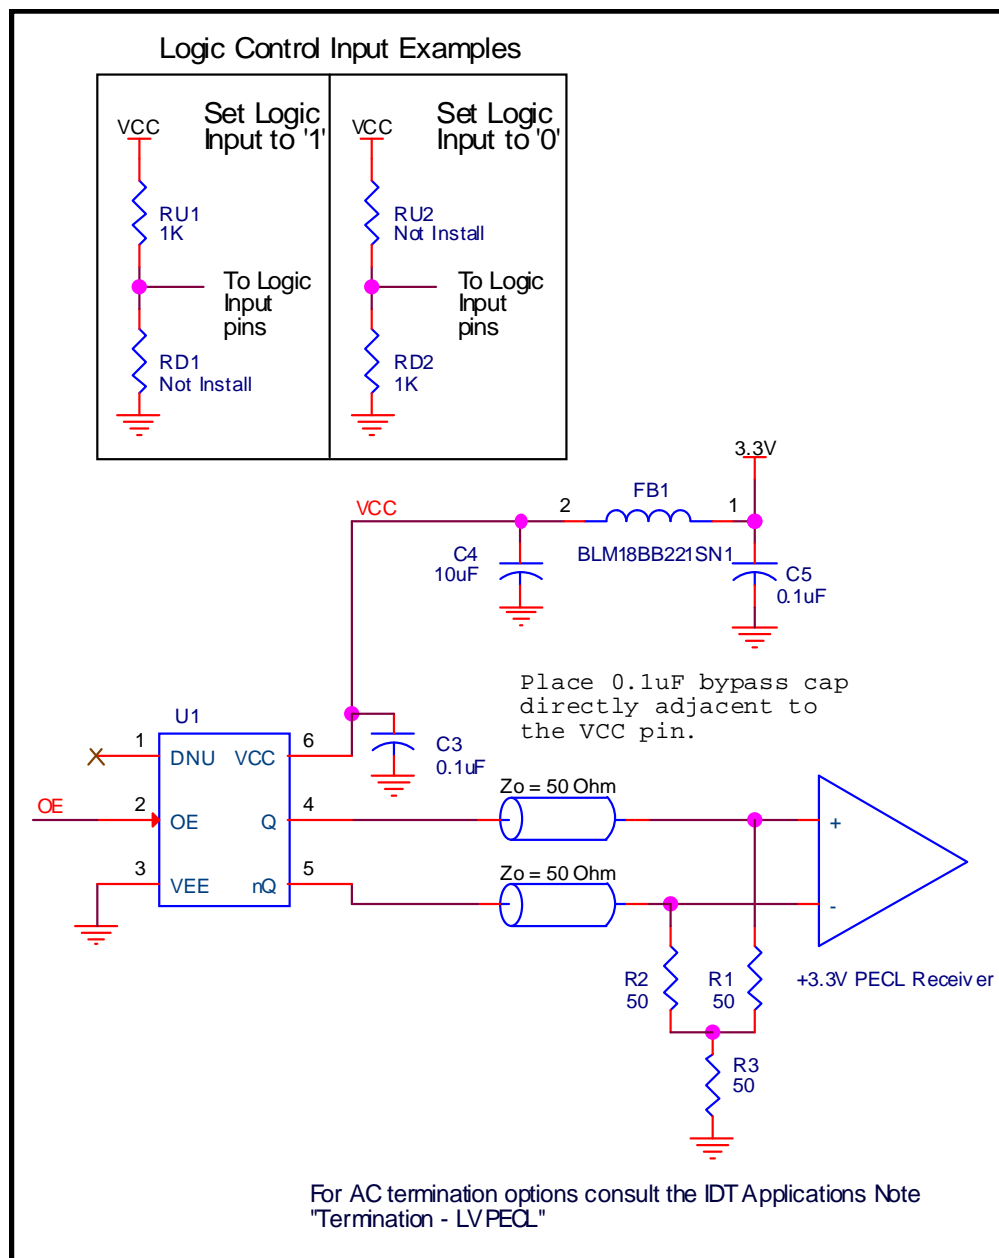 Logic Control Input Examples
Set Logic
Input to '1'
VCC
RU1
1K
To Logic
Input
pins
RD1
Not Install
Set Logic
Input to '0'
VCC
RU2
Not Install
To Logic
Input
pins
RD2
1K
3.3V
VCC
2
FB1
1
BLM18BB221SN1
C4
10uF
C5
0.1uF
Place 0.1uF bypass cap
directly adjacent to
the VCC pin.
U1
1
DNU
VCC
6
C3
0.1uF
OE
2
OE
Q
4
Zo = 50 Ohm
+
3
VEE
nQ
5
Zo = 50 Ohm
-
R2
50
R1
50
+3.3V PECL Receiver
R3
50
For AC termination options consult the IDT Applications Note
"Termination - LVPECL"